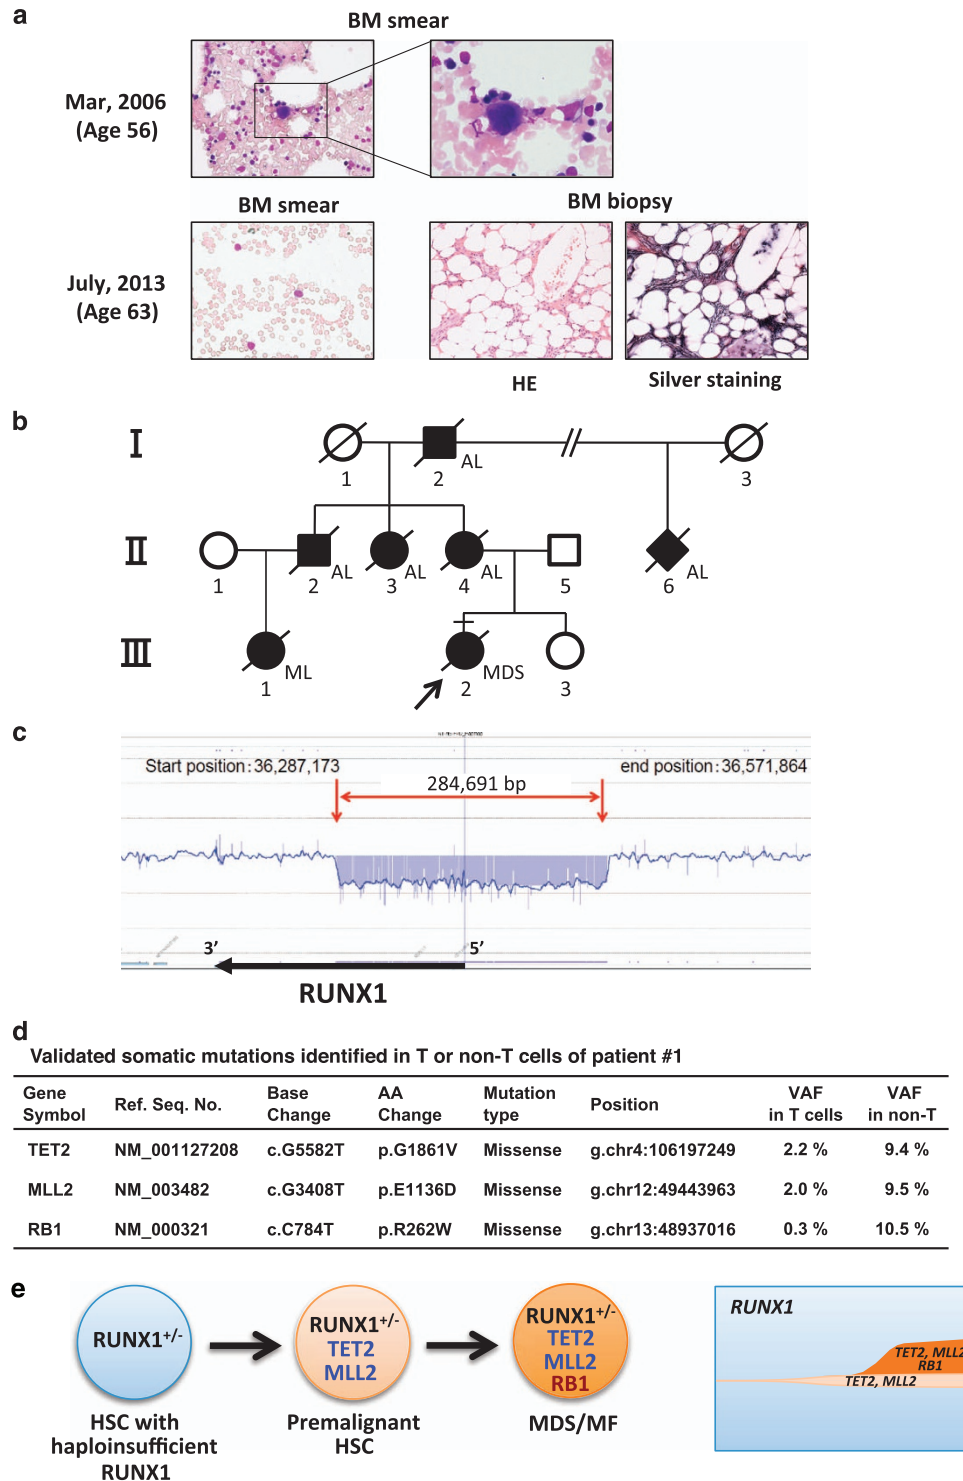 a
BM smear
Mar, 2006
(Age 56)
BM smear
BM biopsy
July, 2013
(Age 63)
HE
Silver staining
b
I
1
2
AL
3
II
1
2
AL
3
AL
4
AL
5
6
AL
III
1
ML
2
MDS
3
c
Start position:36,287,173
end position:36,571,864
284,691 bp
3'
5'
RUNX1
d
Validated somatic mutations identified in T or non-T cells of patient #1
Gene Symbol Ref. Seq. No. Base Change AA Change Mutation type Position VAF in T cells VAF in non-T
TET2 NM_001127208 c.G5582T p.G1861V Missense g.chr4:106197249 2.2 % 9.4 %
MLL2 NM_003482 c.G3408T p.E1136D Missense g.chr12:49443963 2.0 % 9.5 %
RB1 NM_000321 c.C784T p.R262W Missense g.chr13:48937016 0.3 % 10.5 %
e
RUNX1+/-
HSC with
haploinsufficient
RUNX1
RUNX1+/-
TET2
MLL2
Premalignant
HSC
RUNX1+/-
TET2
MLL2
RB1
MDS/MF
RUNX1
TET2, MLL2
RB1
TET2, MLL2